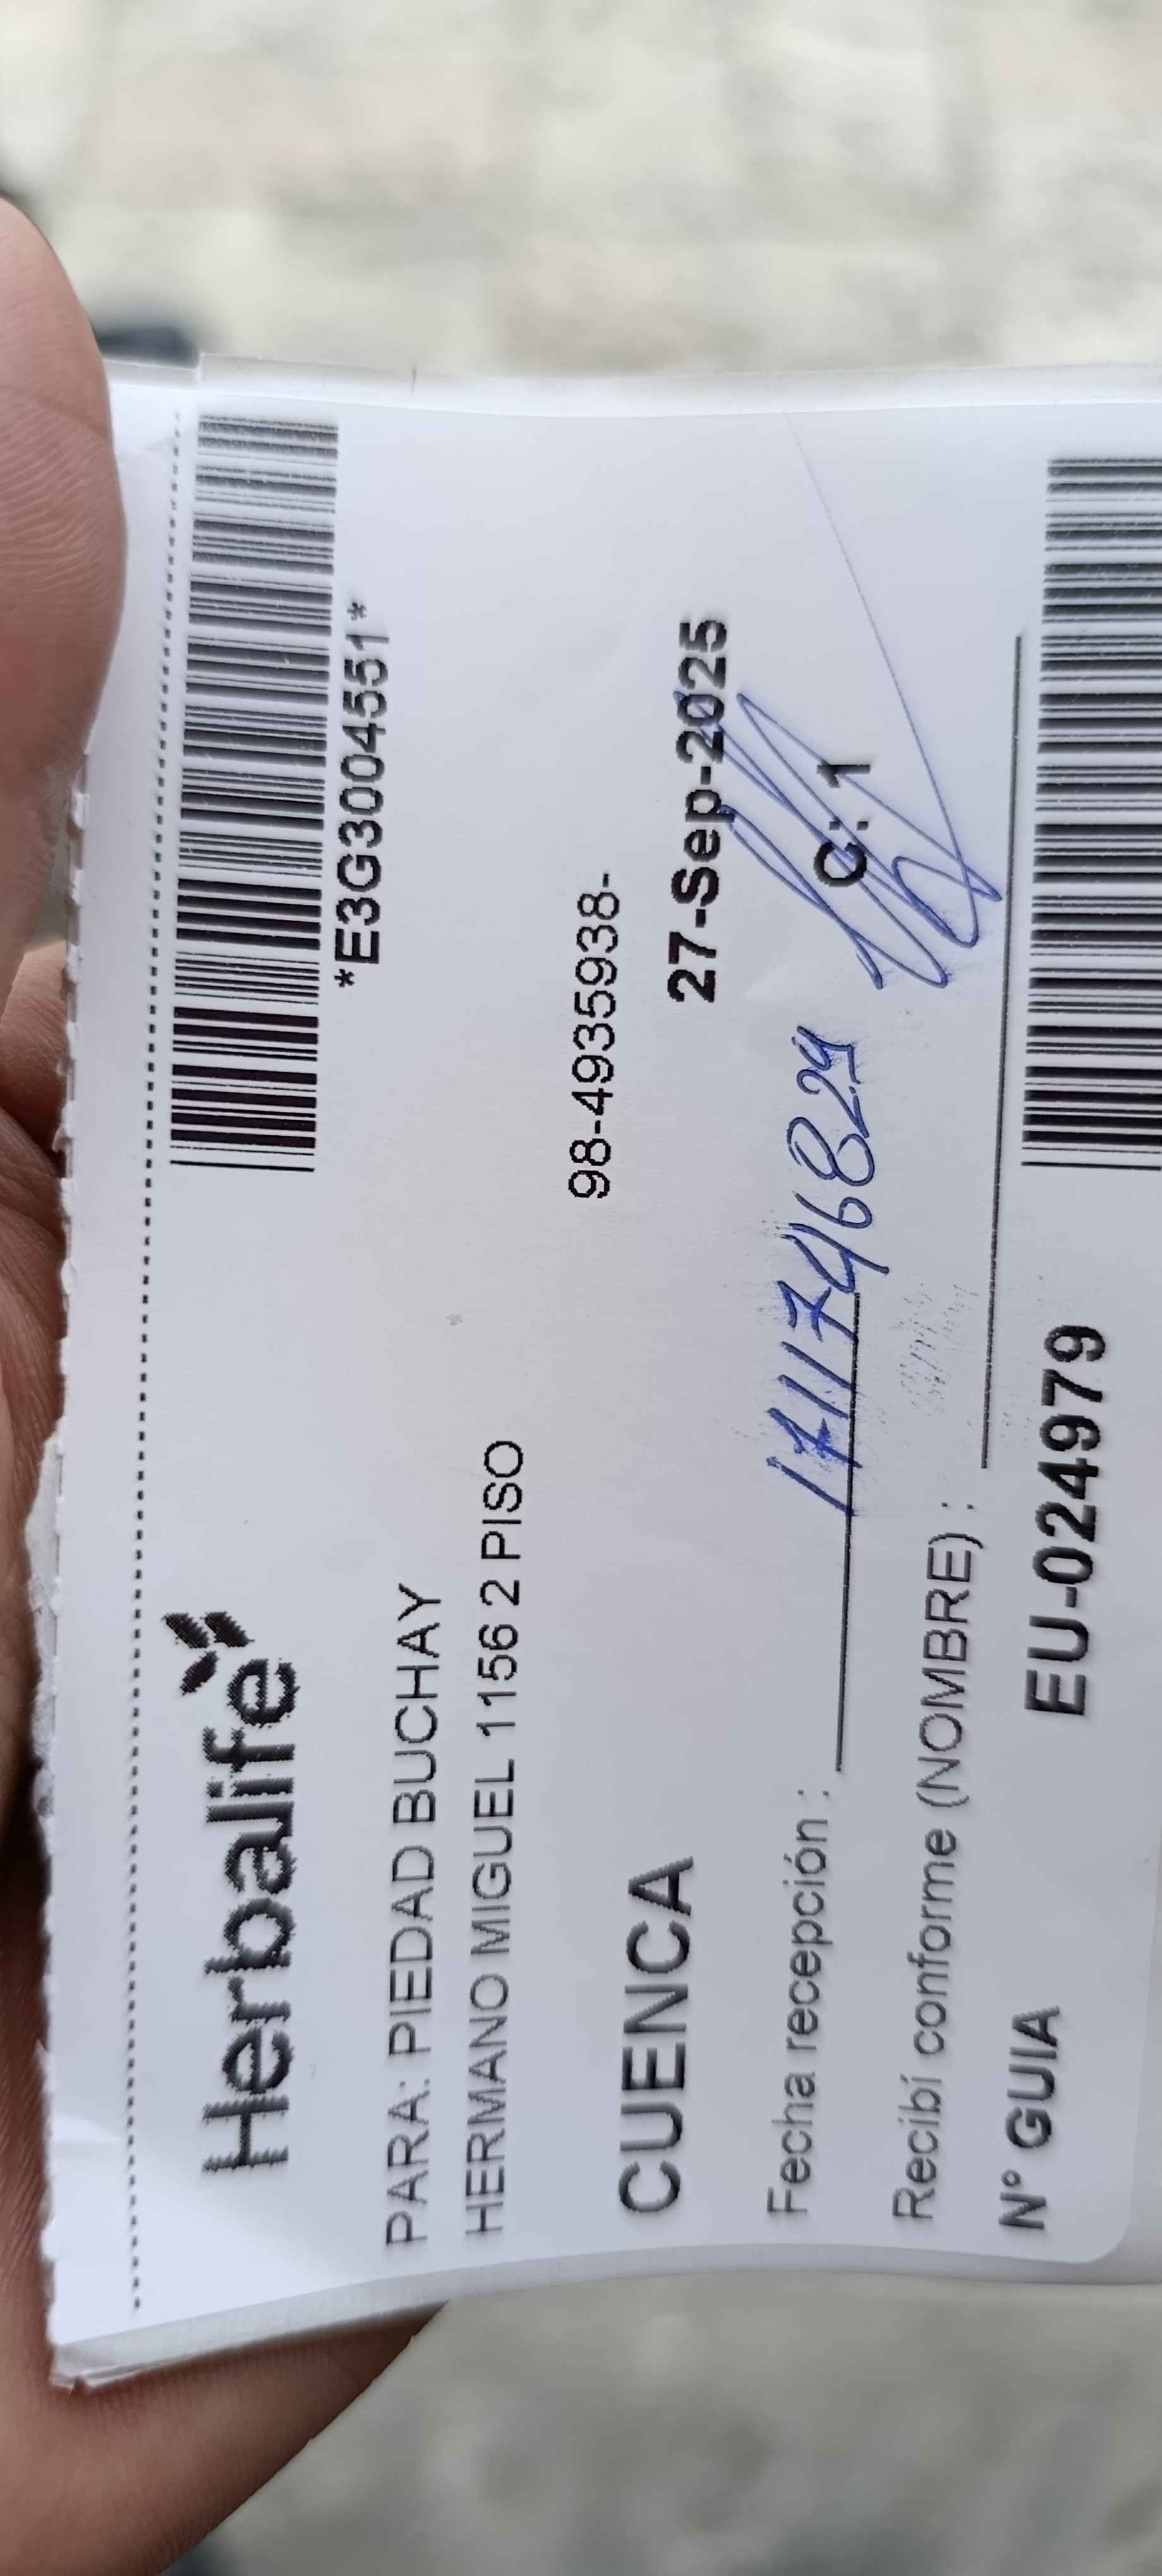 Herbalife
*E3G3004551*
PARA: PIEDAD BUCHAY
HERMANO MIGUEL 1156 2 PISO
98-4935938-
CUENCA
27-Sep-2025
Fecha recepción :
1711746829
C: 1
Recibí conforme (NOMBRE) :
N° GUIA
EU-024979